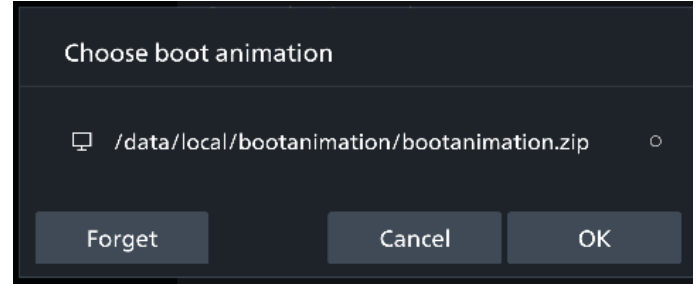 Choose boot animation
/data/local/bootanimation/bootanimation.zip
Forget
Cancel
OK